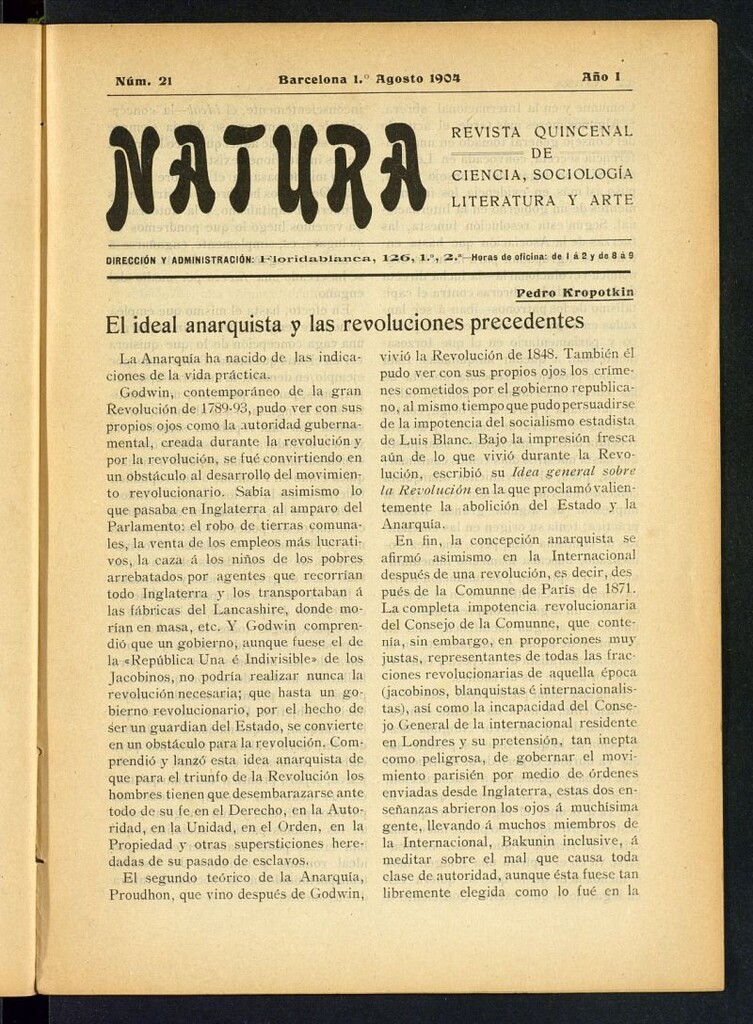 Núm. 21
Barcelona 1.° Agosto 1904
Año I
NATURA
REVISTA QUINCENAL
DE
CIENCIA, SOCIOLOGÍA
LITERATURA Y ARTE
DIRECCIÓN Y ADMINISTRACIÓN: Floridablanca, 126, 1.°, 2.ª—Horas de oficina: de 1 á 2 y de 8 á 9
Pedro Kropotkin
El ideal anarquista y las revoluciones precedentes
La Anarquía ha nacido de las indica-
ciones de la vida práctica.
Godwin, contemporáneo de la gran
Revolución de 1789-93, pudo ver con sus
propios ojos como la autoridad guberna-
mental, creada durante la revolución y
por la revolución, se fué convirtiendo en
un obstáculo al desarrollo del movimien-
to revolucionario. Sabía asimismo lo
que pasaba en Inglaterra al amparo del
Parlamento: el robo de tierras comuna-
les, la venta de los empleos más lucrati-
vos, la caza á los niños de los pobres
arrebatados por agentes que recorrían
todo Inglaterra y los transportaban á
las fábricas del Lancashire, donde mo-
rían en masa, etc. Y Godwin compren-
dió que un gobierno, aunque fuese el de
la «República Una é Indivisible» de los
Jacobinos, no podría realizar nunca la
revolución necesaria; que hasta un go-
bierno revolucionario, por el hecho de
ser un guardian del Estado, se convierte
en un obstáculo para la revolución. Com-
prendió y lanzó esta idea anarquista de
que para el triunfo de la Revolución los
hombres tienen que desembarazarse ante
todo de su fe en el Derecho, en la Auto-
ridad, en la Unidad, en el Orden, en la
Propiedad y otras supersticiones here-
dadas de su pasado de esclavos.
El segundo teórico de la Anarquía,
Proudhon, que vino después de Godwin,
vivió la Revolución de 1848. También él
pudo ver con sus propios ojos los críme-
nes cometidos por el gobierno republica-
no, al mismo tiempo que pudo persuadirse
de la impotencia del socialismo estadista
de Luis Blanc. Bajo la impresión fresca
aún de lo que vivió durante la Revo-
lución, escribió su Idea general sobre
la Revolución en la que proclamó valien-
temente la abolición del Estado y la
Anarquía.
En fin, la concepción anarquista se
afirmó asimismo en la Internacional
después de una revolución, es decir, des
pués de la Comunne de París de 1871.
La completa impotencia revolucionaria
del Consejo de la Comunne, que conte-
nía, sin embargo, en proporciones muy
justas, representantes de todas las frac-
ciones revolucionarias de aquella época
(jacobinos, blanquistas é internacionalis-
tas), así como la incapacidad del Conse-
jo General de la internacional residente
en Londres y su pretensión, tan inepta
como peligrosa, de gobernar el movi-
miento parisién por medio de órdenes
enviadas desde Inglaterra, estas dos en-
señanzas abrieron los ojos á muchísima
gente, llevando á muchos miembros de
la Internacional, Bakunin inclusive, á
meditar sobre el mal que causa toda
clase de autoridad, aunque ésta fuese tan
libremente elegida como lo fué en la